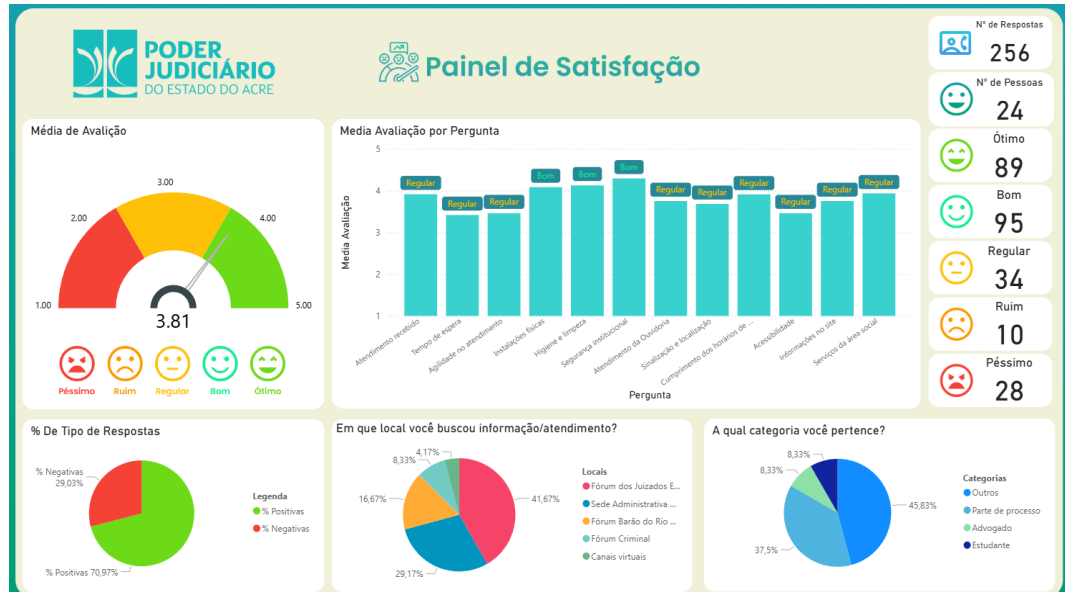 PODER
JUDICIÁRIO
DO ESTADO DO ACRE
Painel de Satisfação
N° de Respostas
256
N° de Pessoas
24
Ótimo
89
Bom
95
Regular
34
Ruim
10
Péssimo
28
Média de Avalição
1.00
2.00
3.00
4.00
5.00
3.81
Péssimo
Ruim
Regular
Bom
Ótimo
Media Avaliação por Pergunta
Media Avaliação
5
4
3
2
1
Regular
Regular
Regular
Bom
Bom
Bom
Regular
Regular
Regular
Regular
Regular
Regular
Atendimento recebido
Tempo de espera
Agilidade no atendimento
Instalações físicas
Higiene e limpeza
Segurança institucional
Atendimento da Ouvidoria
Sinalização e localização
Cumprimento dos horários de ...
Acessibilidade
Informações no site
Serviços da área social
Pergunta
% De Tipo de Respostas
% Negativas
29,03%
% Positivas 70,97%
Legenda
% Positivas
% Negativas
Em que local você buscou informação/atendimento?
4,17%
8,33%
16,67%
41,67%
29,17%
Locais
Fórum dos Juizados E...
Sede Administrativa ...
Fórum Barão do Rio ...
Fórum Criminal
Canais virtuais
A qual categoria você pertence?
8,33%
8,33%
45,83%
37,5%
Categorias
Outros
Parte de processo
Advogado
Estudante